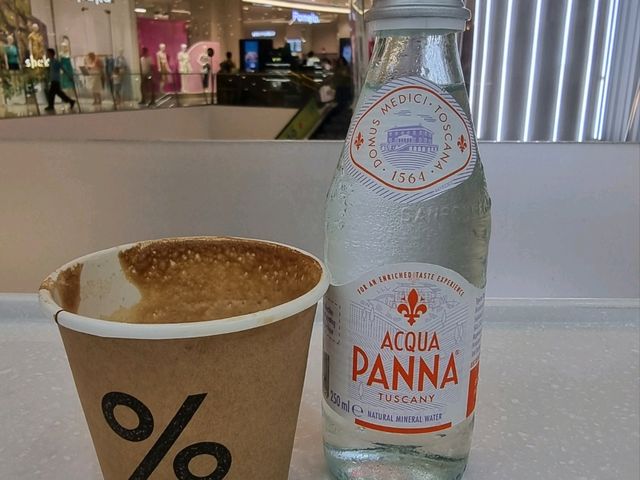 DOMUS MEDICI · TOSCANA ·
· 1564 ·
FOR AN ENRICHED TASTE EXPERIENCE
ACQUA
PANNA®
TUSCANY
250 ml e
NATURAL MINERAL WATER
%